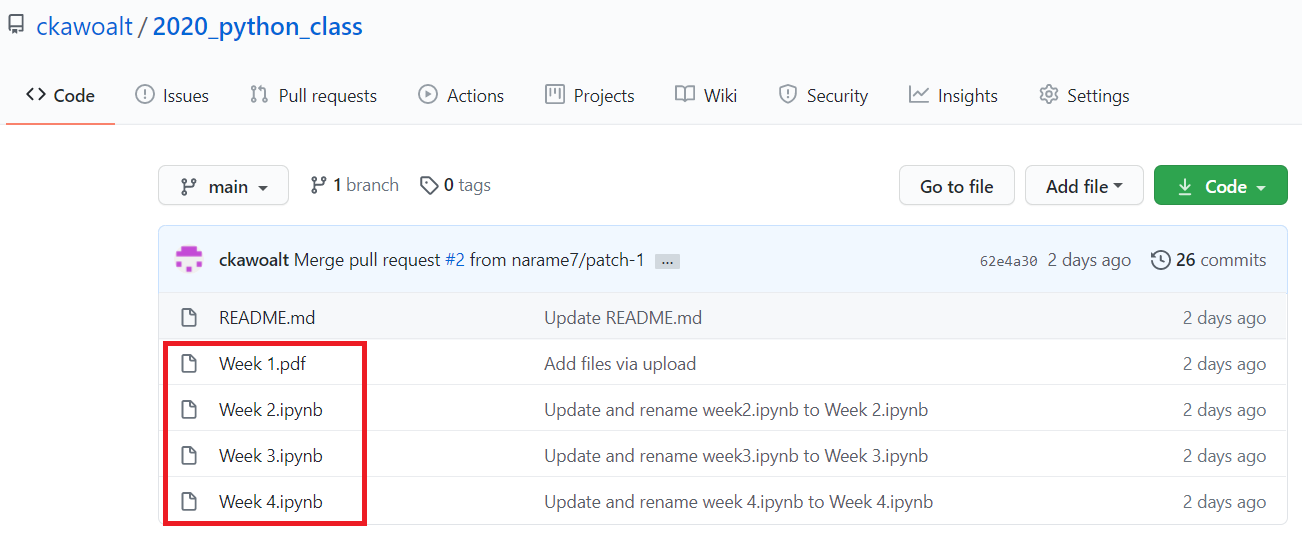 ckawoalt / 2020_python_class
Code Issues Pull requests Actions Projects Wiki Security Insights Settings
main 1 branch 0 tags Go to file Add file Code
ckawoalt Merge pull request #2 from narame7/patch-1 ... 62e4a30 2 days ago 26 commits
README.md Update README.md 2 days ago
Week 1.pdf Add files via upload 2 days ago
Week 2.ipynb Update and rename week2.ipynb to Week 2.ipynb 2 days ago
Week 3.ipynb Update and rename week3.ipynb to Week 3.ipynb 2 days ago
Week 4.ipynb Update and rename week 4.ipynb to Week 4.ipynb 2 days ago